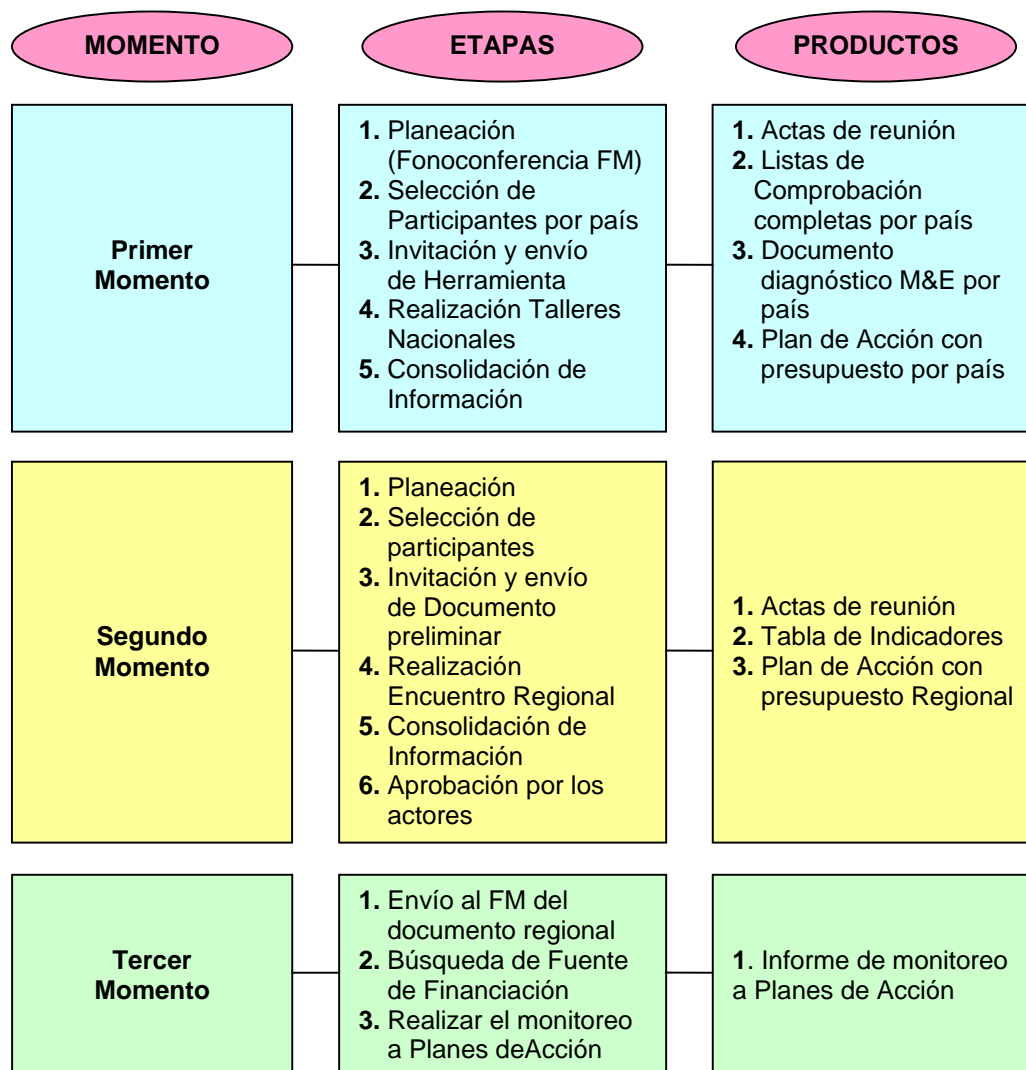 MOMENTO
ETAPAS
PRODUCTOS
Primer
Momento
1. Planeación
(Fonoconferencia FM)
2. Selección de
Participantes por país
3. Invitación y envío
de Herramienta
4. Realización Talleres
Nacionales
5. Consolidación de
Información
1. Actas de reunión
2. Listas de
Comprobación
completas por país
3. Documento
diagnóstico M&E por
país
4. Plan de Acción con
presupuesto por país
Segundo
Momento
1. Planeación
2. Selección de
participantes
3. Invitación y envío
de Documento
preliminar
4. Realización
Encuentro Regional
5. Consolidación de
Información
6. Aprobación por los
actores
1. Actas de reunión
2. Tabla de Indicadores
3. Plan de Acción con
presupuesto Regional
Tercer
Momento
1. Envío al FM del
documento regional
2. Búsqueda de Fuente
de Financiación
3. Realizar el monitoreo
a Planes deAcción
1. Informe de monitoreo
a Planes de Acción